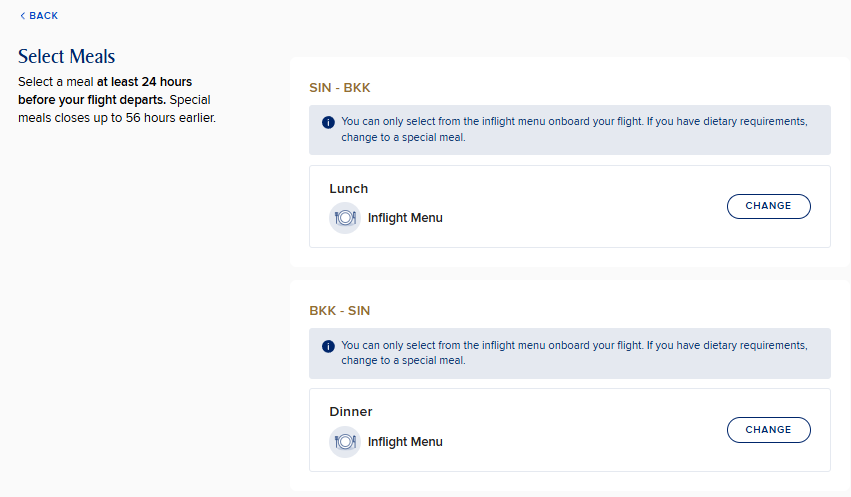 BACK
Select Meals
Select a meal at least 24 hours
before your flight departs. Special
meals closes up to 56 hours earlier.
SIN - BKK
You can only select from the inflight menu onboard your flight. If you have dietary requirements,
change to a special meal.
Lunch
Inflight Menu
CHANGE
BKK - SIN
You can only select from the inflight menu onboard your flight. If you have dietary requirements,
change to a special meal.
Dinner
Inflight Menu
CHANGE